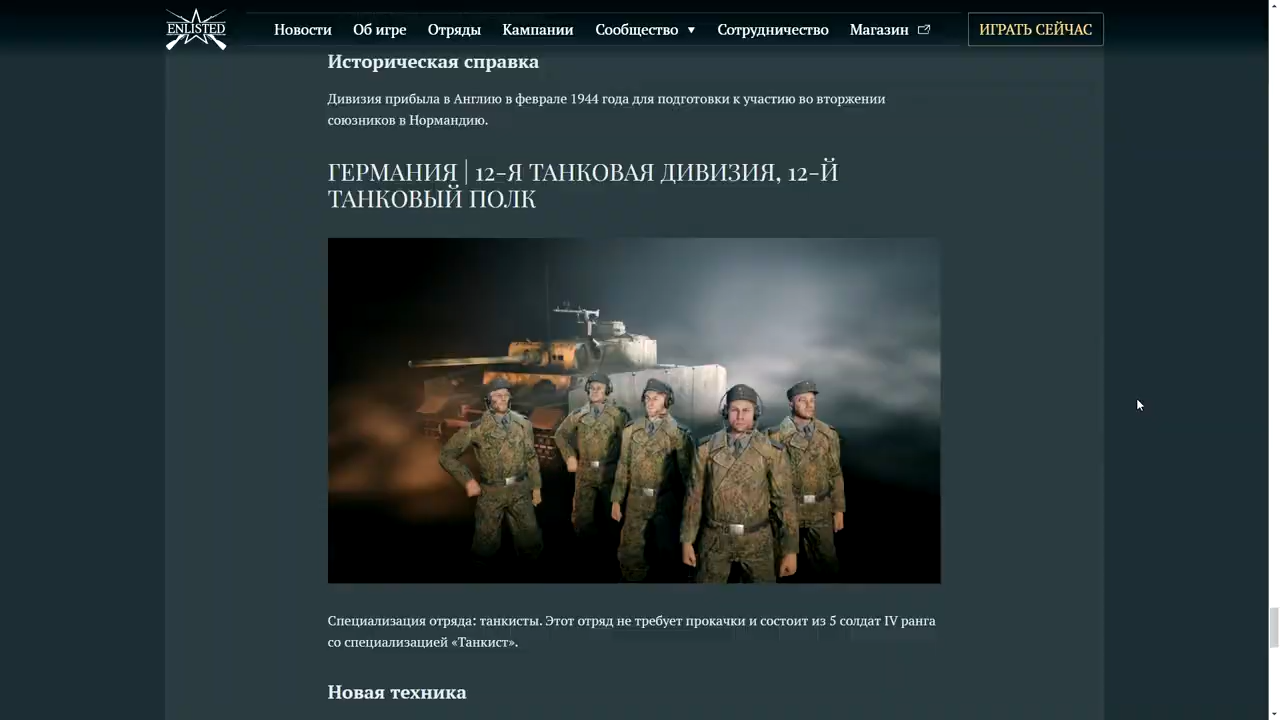 ENLISTED
Новости Об игре Отряды Кампании Сообщество ▼ Сотрудничество Магазин
ИГРАТЬ СЕЙЧАС
Историческая справка
Дивизия прибыла в Англию в феврале 1944 года для подготовки к участию во вторжении
союзников в Нормандию.
ГЕРМАНИЯ | 12-Я ТАНКОВАЯ ДИВИЗИЯ, 12-Й
ТАНКОВЫЙ ПОЛК
Специализация отряда: танкисты. Этот отряд не требует прокачки и состоит из 5 солдат IV ранга
со специализацией «Танкист».
Новая техника